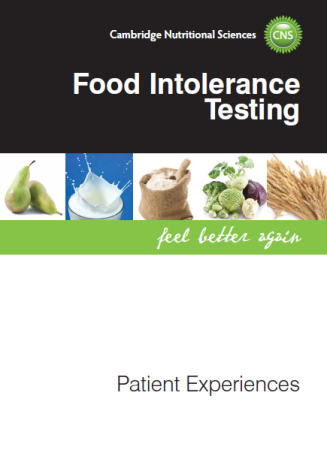 Cambridge Nutritional Sciences
CNS
Food Intolerance
Testing
feel better again
Patient Experiences